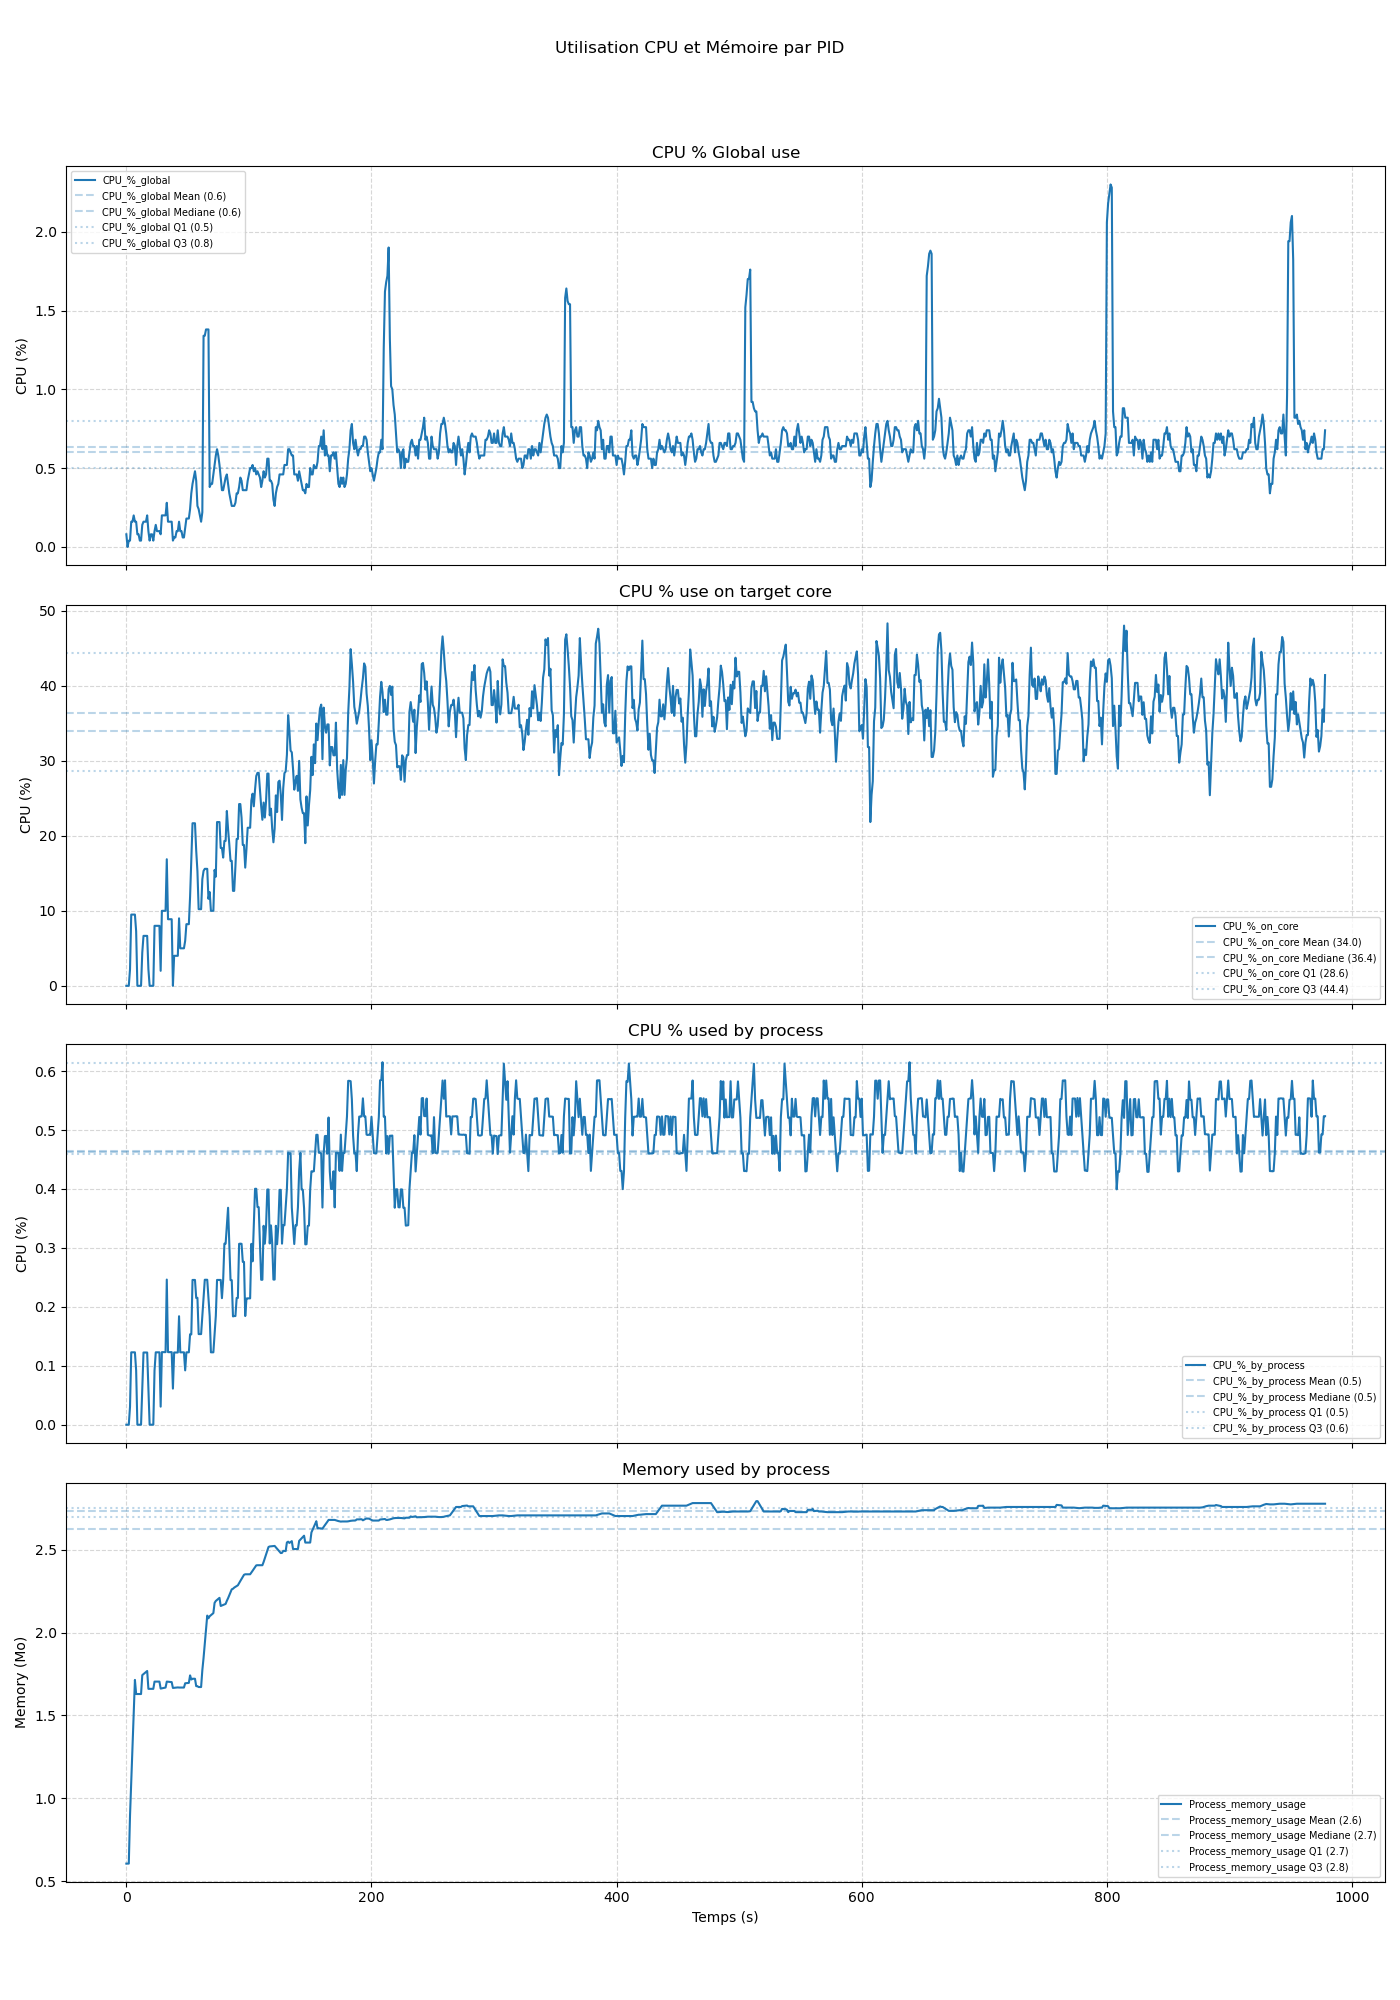 Utilisation CPU et Mémoire par PID
CPU % Global use
CPU_%_global
CPU_%_global Mean (0.6)
CPU_%_global Mediane (0.6)
CPU_%_global Q1 (0.5)
CPU_%_global Q3 (0.8)
2.0
1.5
1.0
0.5
0.0
CPU (%)
CPU % use on target core
50
40
30
20
10
0
CPU (%)
CPU_%_on_core
CPU_%_on_core Mean (34.0)
CPU_%_on_core Mediane (36.4)
CPU_%_on_core Q1 (28.6)
CPU_%_on_core Q3 (44.4)
CPU % used by process
0.6
0.5
0.4
0.3
0.2
0.1
0.0
CPU (%)
CPU_%_by_process
CPU_%_by_process Mean (0.5)
CPU_%_by_process Mediane (0.5)
CPU_%_by_process Q1 (0.5)
CPU_%_by_process Q3 (0.6)
Memory used by process
2.5
2.0
1.5
1.0
0.5
Memory (Mo)
Process_memory_usage
Process_memory_usage Mean (2.6)
Process_memory_usage Mediane (2.7)
Process_memory_usage Q1 (2.7)
Process_memory_usage Q3 (2.8)
0 200 400 600 800 1000
Temps (s)